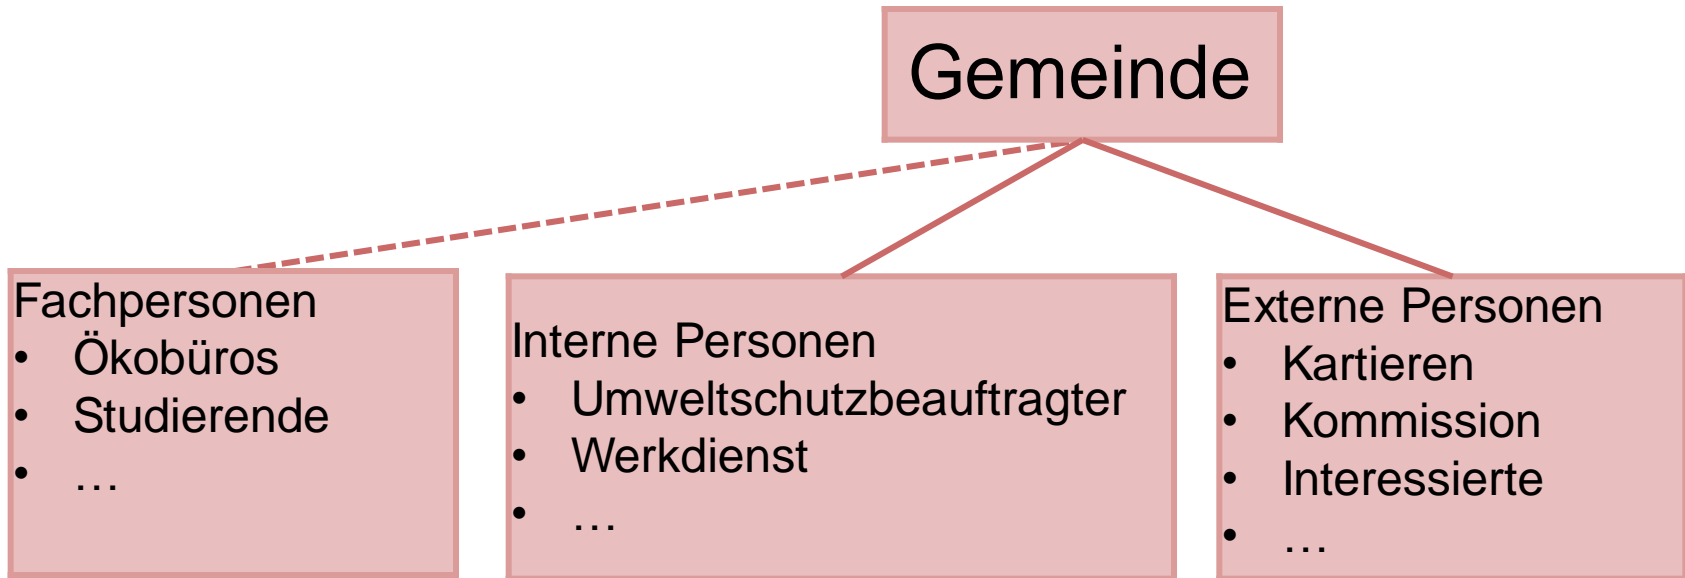 Gemeinde
Fachpersonen
• Ökobüros
• Studierende
• …
Interne Personen
• Umweltschutzbeauftragter
• Werkdienst
• …
Externe Personen
• Kartieren
• Kommission
• Interessierte
• …